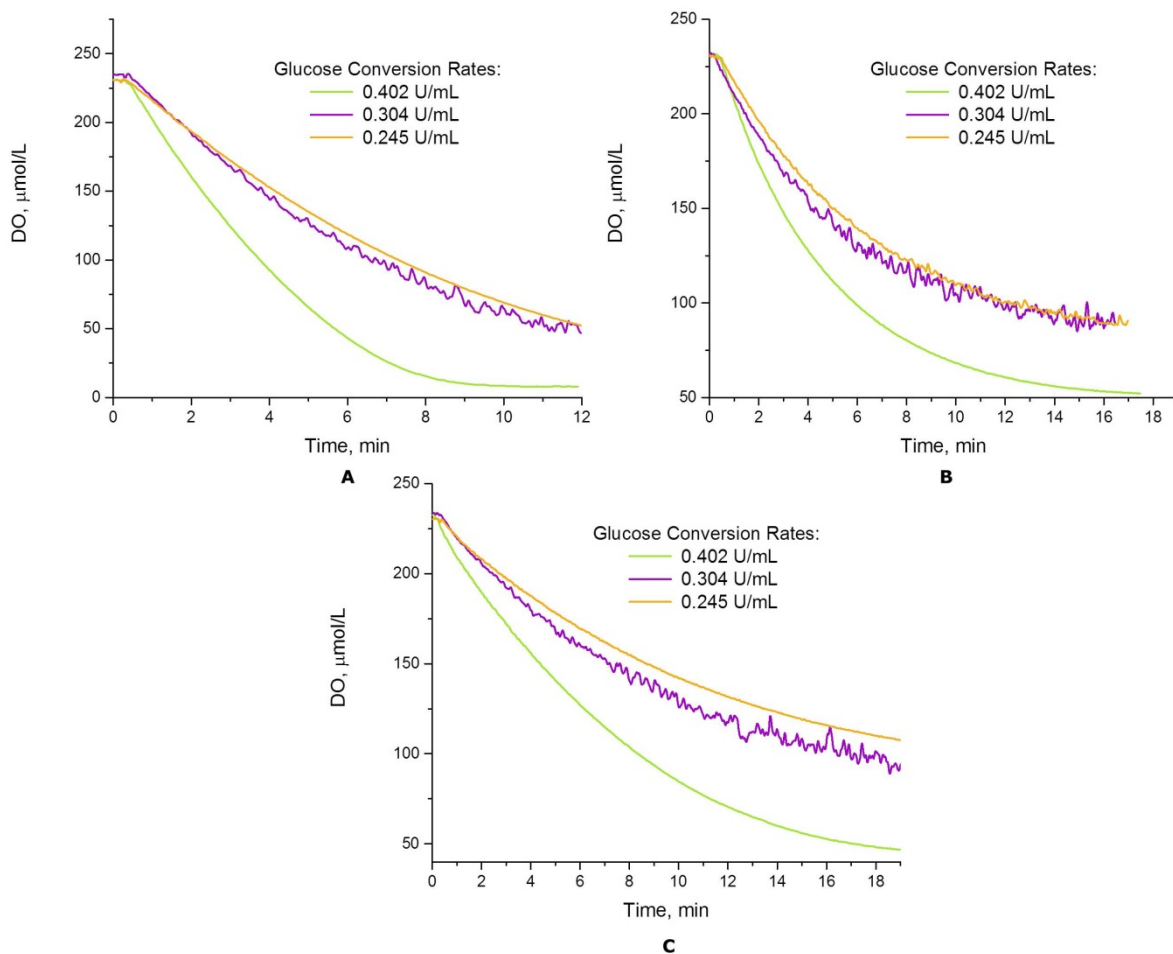 250
200
150
100
50
0
DO, μmol/L
Glucose Conversion Rates:
0.402 U/mL
0.304 U/mL
0.245 U/mL
0 2 4 6 8 10 12
Time, min
A
250
200
150
100
50
DO, μmol/L
Glucose Conversion Rates:
0.402 U/mL
0.304 U/mL
0.245 U/mL
0 2 4 6 8 10 12 14 16 18
Time, min
B
250
200
150
100
50
DO, μmol/L
Glucose Conversion Rates:
0.402 U/mL
0.304 U/mL
0.245 U/mL
0 2 4 6 8 10 12 14 16 18
Time, min
C